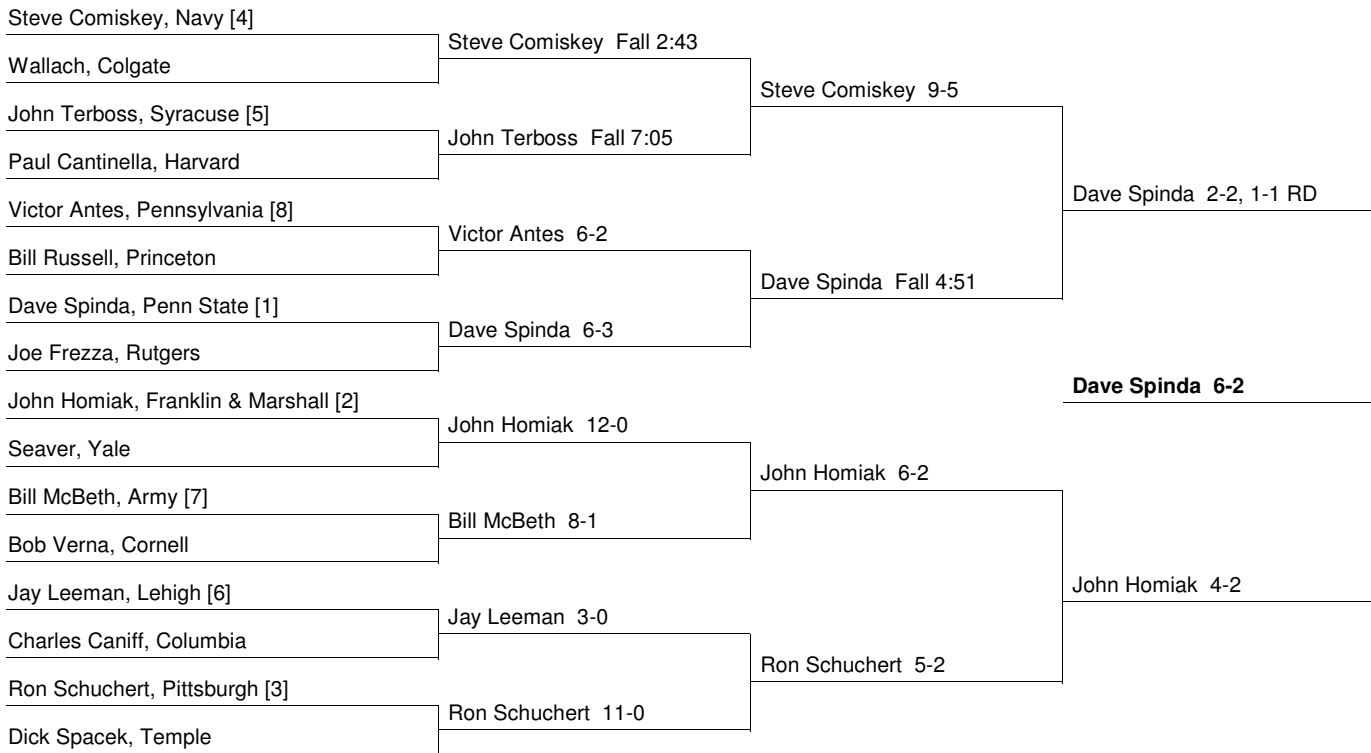 Steve Comiskey, Navy [4]
Wallach, Colgate
John Terboss, Syracuse [5]
Paul Cantinella, Harvard
Victor Antes, Pennsylvania [8]
Bill Russell, Princeton
Dave Spinda, Penn State [1]
Joe Frezza, Rutgers
John Homiak, Franklin & Marshall [2]
Seaver, Yale
Bill McBeth, Army [7]
Bob Verna, Cornell
Jay Leeman, Lehigh [6]
Charles Caniff, Columbia
Ron Schuchert, Pittsburgh [3]
Dick Spacek, Temple
Steve Comiskey Fall 2:43
John Terboss Fall 7:05
Victor Antes 6-2
Dave Spinda 6-3
John Homiak 12-0
Bill McBeth 8-1
Jay Leeman 3-0
Ron Schuchert 11-0
Steve Comiskey 9-5
Dave Spinda Fall 4:51
John Homiak 6-2
Ron Schuchert 5-2
Dave Spinda 2-2, 1-1 RD
Dave Spinda 6-2
John Homiak 4-2